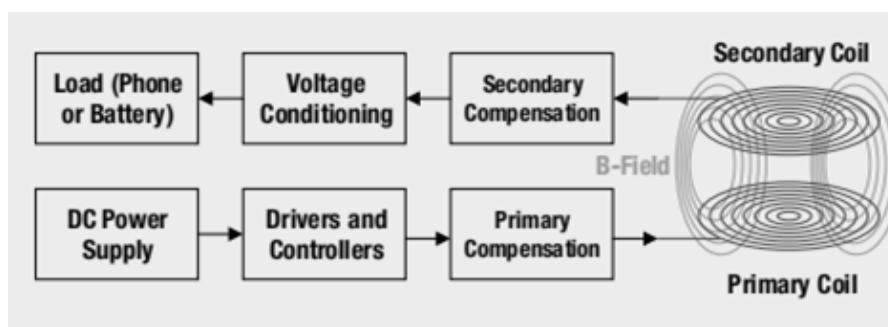 Secondary Coil
Load (Phone
or Battery)
Voltage
Conditioning
Secondary
Compensation
B-Field
DC Power
Supply
Drivers and
Controllers
Primary
Compensation
Primary Coil